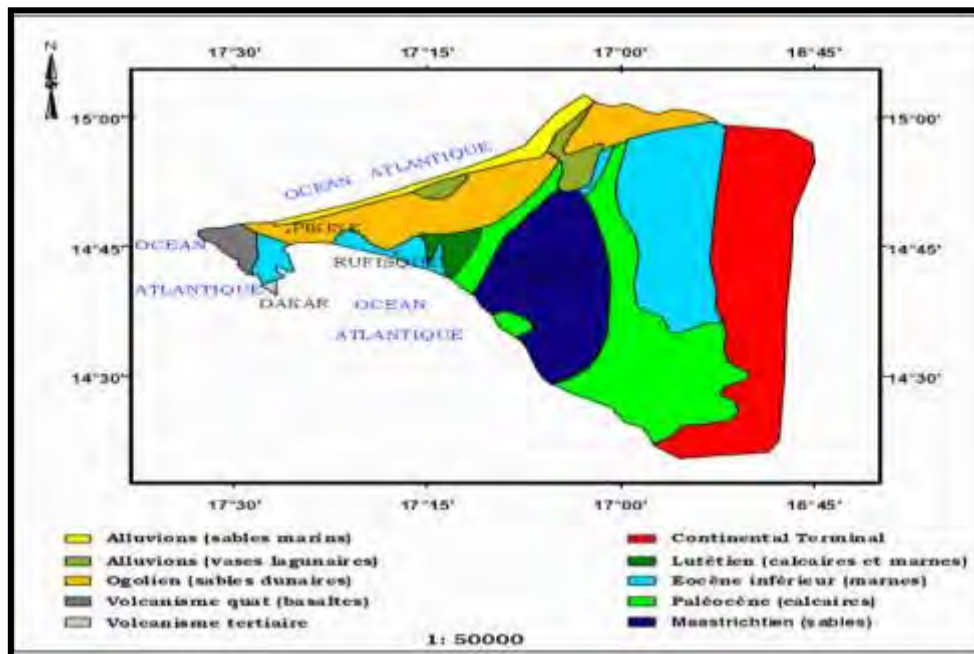 N
17°30' 17°15' 17°00' 16°45'
15°00' 15°00'
OCEAN ATLANTIQUE
PIKINE
14°45' OCEAN 14°45'
RUFISQUE
ATLANTIQUE
DAKAR OCEAN
ATLANTIQUE
14°30' 14°30'
17°30' 17°15' 17°00' 16°45'
Alluvions (sables marins) Continental Terminal
Alluvions (vases lagunaires) Lutétien (calcaires et marnes)
Ogolien (sables dunaires) Eocène inférieur (marnes)
Volcanisme quat (basaltes) Paléocène (calcaires)
Volcanisme tertiaire Maastrichtien (sables)
1: 50000